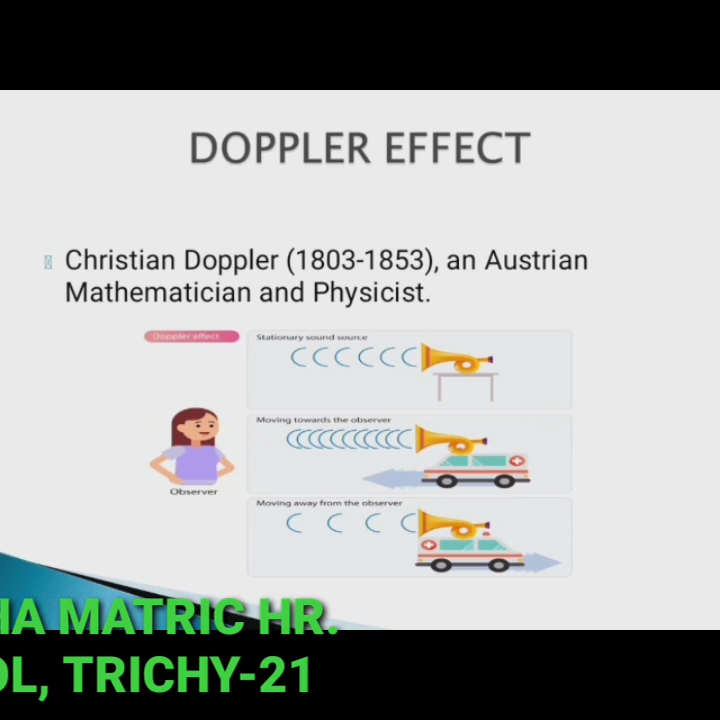 DOPPLER EFFECT
Christian Doppler (1803-1853), an Austrian
Mathematician and Physicist.
Doppler effect
Stationary sound source
Moving towards the observer
Observer
Moving away from the observer
HA MATRIC HR.
OL, TRICHY-21